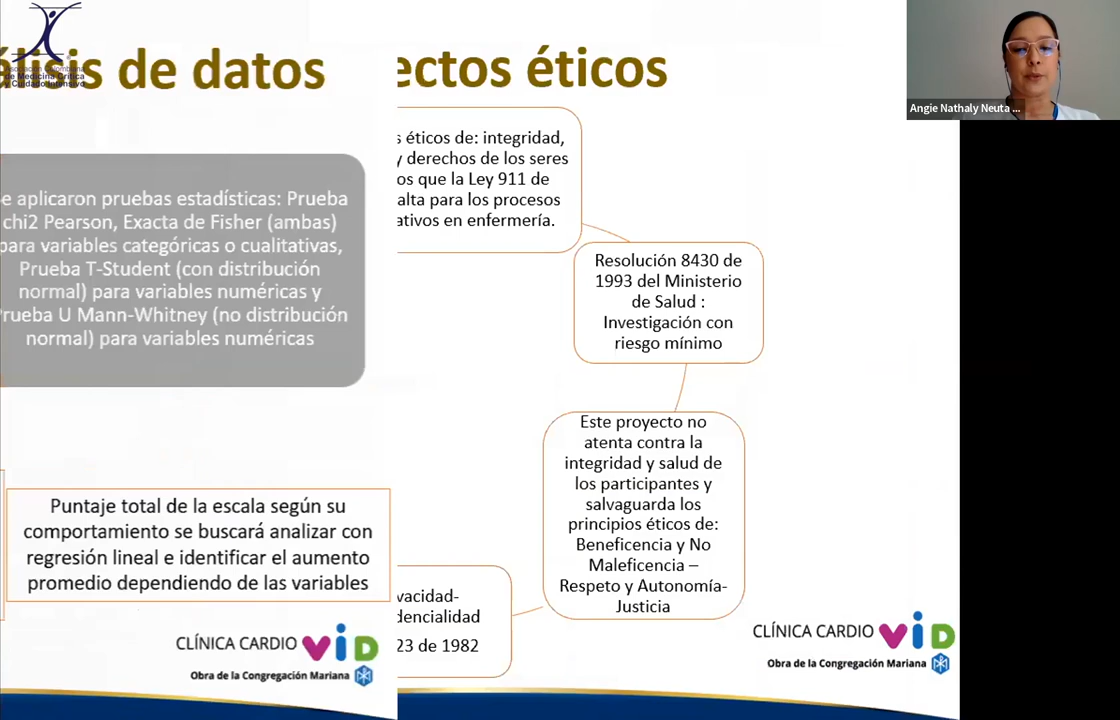 álisis de datos
de Medicina Crítica
y Cuidado Intensivo
e aplicaron pruebas estadísticas: Prueba
chi2 Pearson, Exacta de Fisher (ambas)
para variables categóricas o cualitativas,
Prueba T-Student (con distribución
normal) para variables numéricas y
rueba U Mann-Whitney (no distribución
normal) para variables numéricas
Puntaje total de la escala según su
comportamiento se buscará analizar con
regresión lineal e identificar el aumento
promedio dependiendo de las variables
CLÍNICA CARDIO VID
Obra de la Congregación Mariana
ectos éticos
s éticos de: integridad,
y derechos de los seres
os que la Ley 911 de
alta para los procesos
ativos en enfermería.
Resolución 8430 de
1993 del Ministerio
de Salud :
Investigación con
riesgo mínimo
Este proyecto no
atenta contra la
integridad y salud de
los participantes y
salvaguarda los
principios éticos de:
Beneficencia y No
Maleficencia –
Respeto y Autonomía-
Justicia
vacidad-
dencialidad
23 de 1982
CLÍNICA CARDIO VID
Obra de la Congregación Mariana
Angie Nathaly Neuta ...